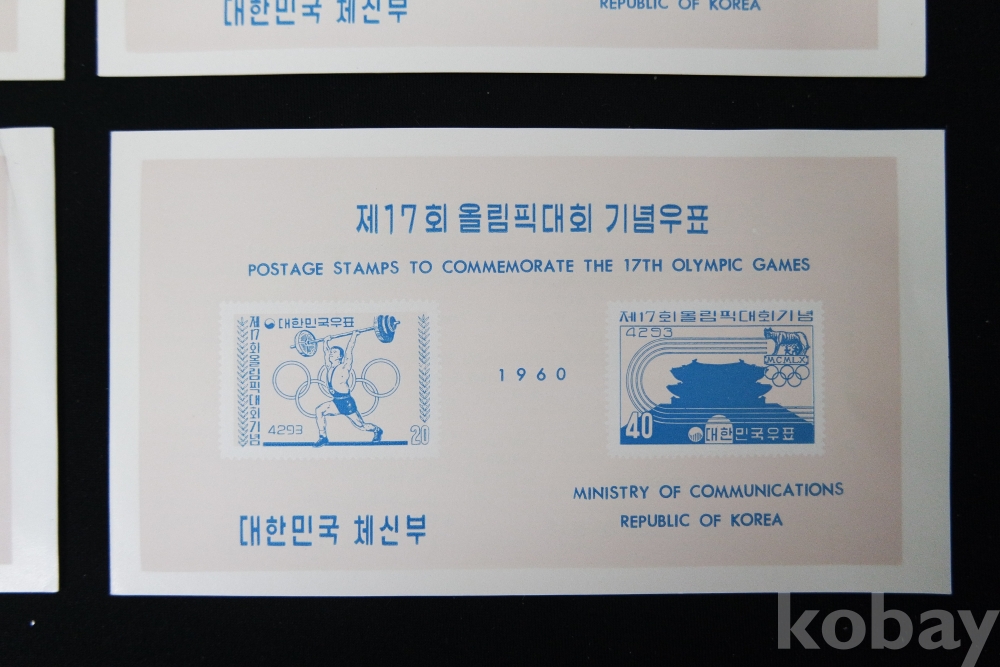 대한민국 체신부
REPUBLIC OF KOREA
제17회 올림픽대회 기념우표
POSTAGE STAMPS TO COMMEMORATE THE 17TH OLYMPIC GAMES
대한민국우표
제17회올림픽대회기념
4293
20
1960
제17회올림픽대회기념
4293
MCMLX
40
대한민국우표
대한민국 체신부
MINISTRY OF COMMUNICATIONS
REPUBLIC OF KOREA
kobay